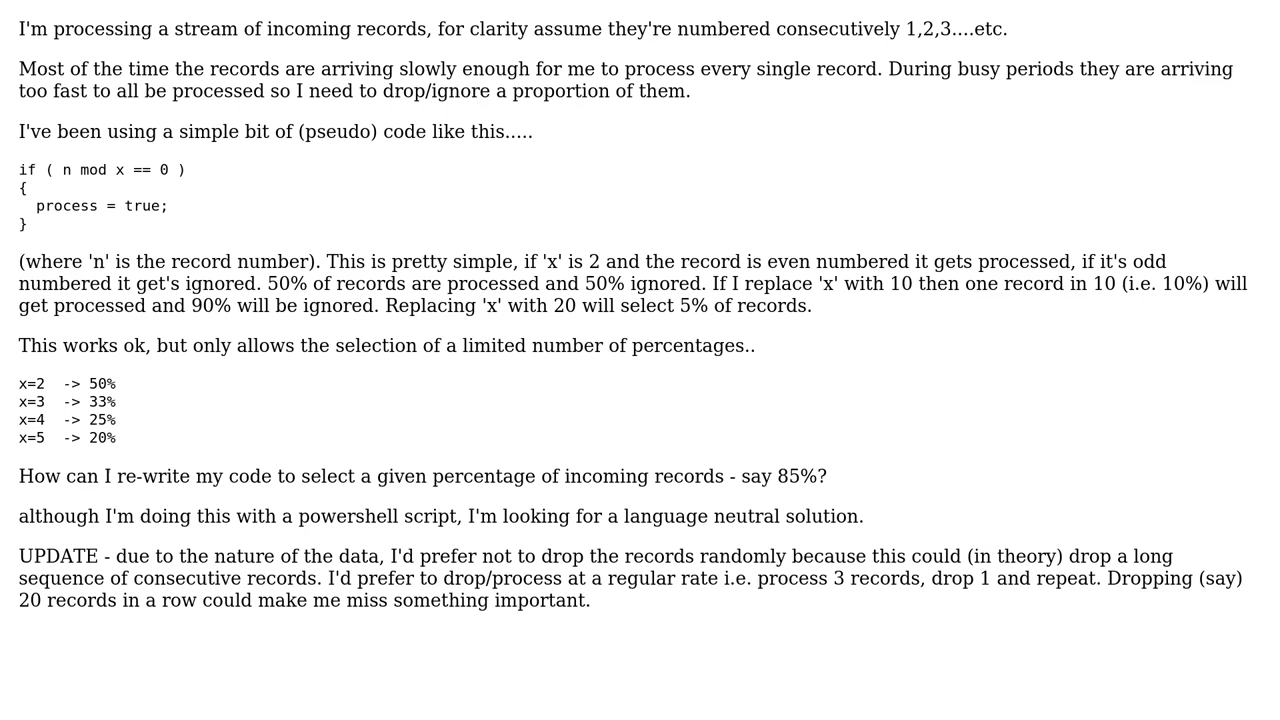 I'm processing a stream of incoming records, for clarity assume they're numbered consecutively 1,2,3....etc.
Most of the time the records are arriving slowly enough for me to process every single record. During busy periods they are arriving
too fast to all be processed so I need to drop/ignore a proportion of them.
I've been using a simple bit of (pseudo) code like this.....
if ( n mod x == 0 )
{
  process = true;
}
(where 'n' is the record number). This is pretty simple, if 'x' is 2 and the record is even numbered it gets processed, if it's odd
numbered it get's ignored. 50% of records are processed and 50% ignored. If I replace 'x' with 10 then one record in 10 (i.e. 10%) will
get processed and 90% will be ignored. Replacing 'x' with 20 will select 5% of records.
This works ok, but only allows the selection of a limited number of percentages..
x=2  -> 50%
x=3  -> 33%
x=4  -> 25%
x=5  -> 20%
How can I re-write my code to select a given percentage of incoming records - say 85%?
although I'm doing this with a powershell script, I'm looking for a language neutral solution.
UPDATE - due to the nature of the data, I'd prefer not to drop the records randomly because this could (in theory) drop a long
sequence of consecutive records. I'd prefer to drop/process at a regular rate i.e. process 3 records, drop 1 and repeat. Dropping (say)
20 records in a row could make me miss something important.